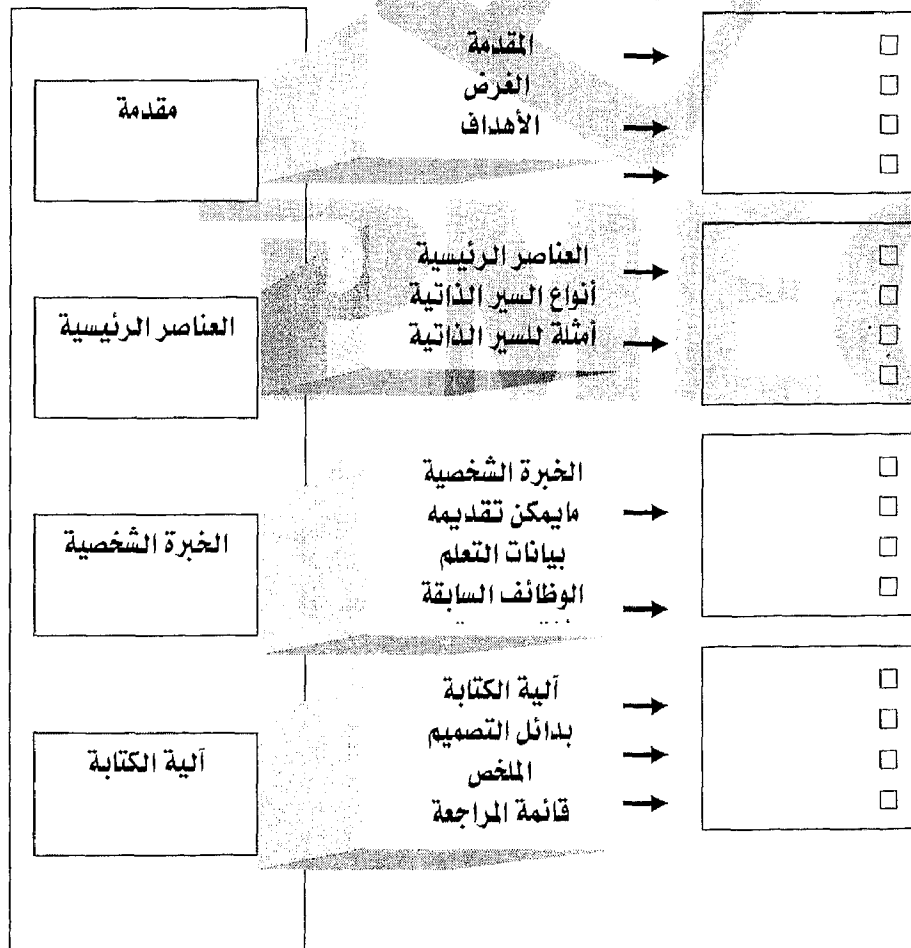 مقدمة
المقدمة
الغرض
الأهداف
العناصر الرئيسية
العناصر الرئيسية
أنواع السير الذاتية
أمثلة للسير الذاتية
الخبرة الشخصية
الخبرة الشخصية
مايمكن تقديمه
بيانات التعلم
الوظائف السابقة
آلية الكتابة
آلية الكتابة
بدائل التصميم
الملخص
قائمة المراجعة